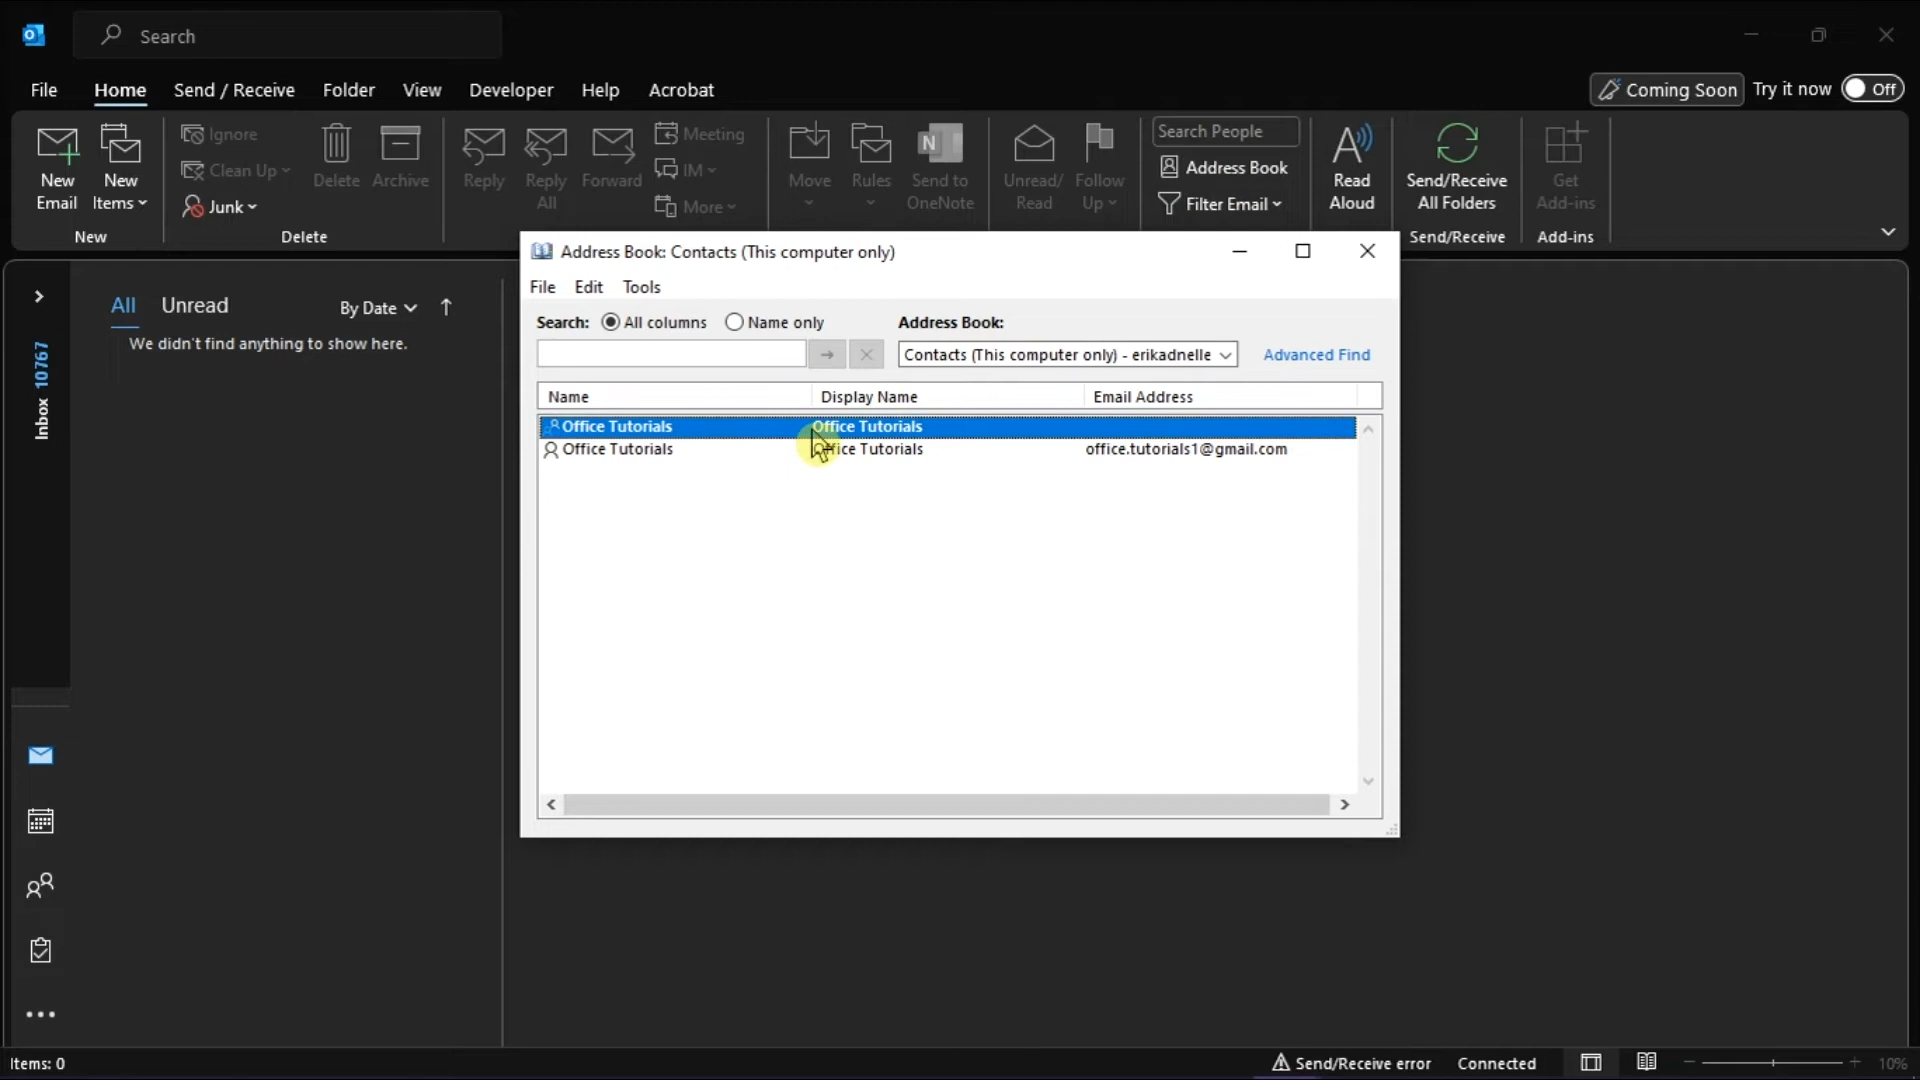 Search
File Home Send / Receive Folder View Developer Help Acrobat
Coming Soon Try it now Off
New Email
New Items
Ignore
Clean Up
Junk
Delete
Archive
Reply
Reply All
Forward
Meeting
IM
More
Move
Rules
Send to OneNote
Unread/ Read
Follow Up
Search People
Address Book
Filter Email
Read Aloud
Send/Receive All Folders
Get Add-ins
New
Delete
Send/Receive
Add-ins
Inbox 10767
All Unread By Date
We didn't find anything to show here.
Address Book: Contacts (This computer only)
File Edit Tools
Search: All columns Name only Address Book:
Contacts (This computer only) - erikadnelle Advanced Find
Name Display Name Email Address
Office Tutorials Office Tutorials
Office Tutorials Office Tutorials office.tutorials1@gmail.com
Items: 0
Send/Receive error Connected 10%